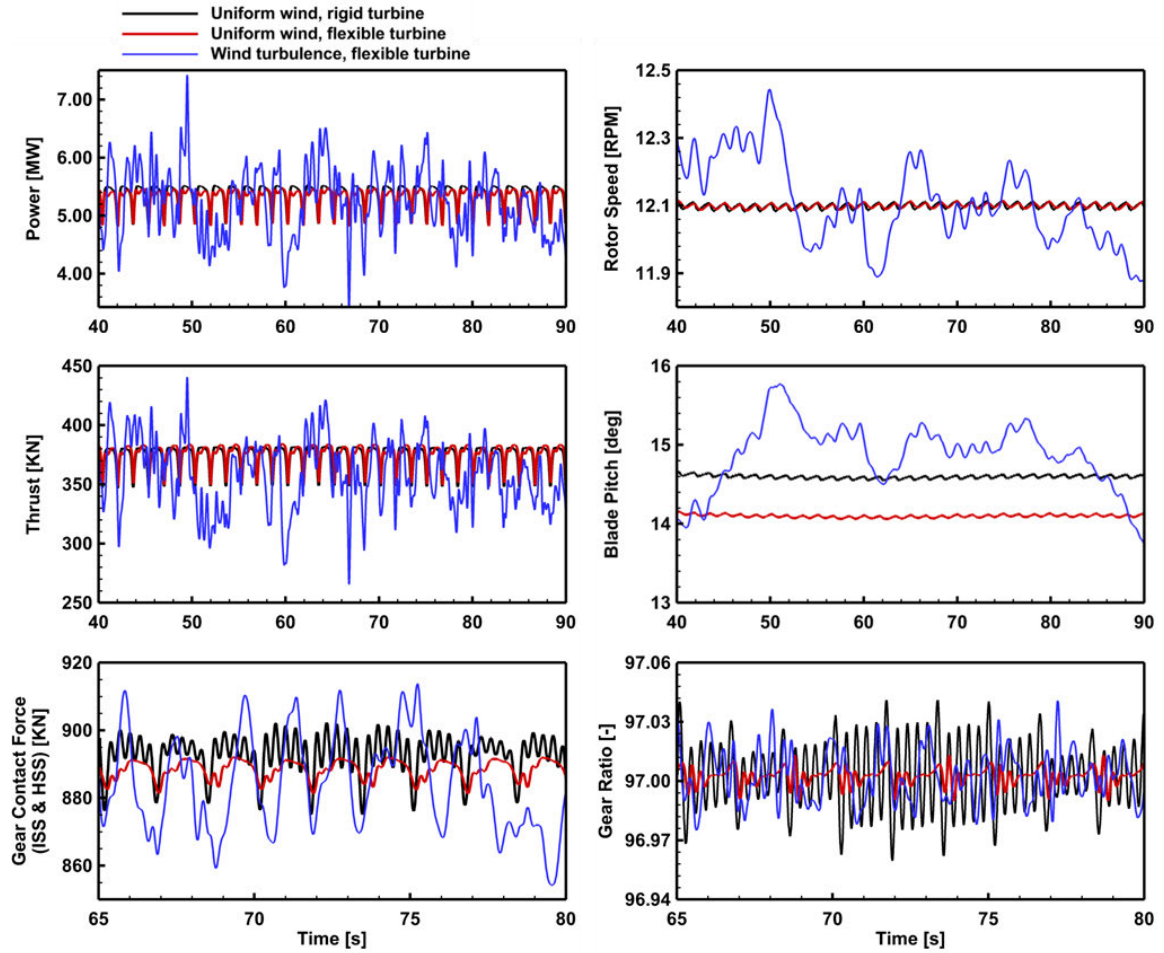 Uniform wind, rigid turbine
Uniform wind, flexible turbine
Wind turbulence, flexible turbine
7.00
6.00
5.00
4.00
Power [MW]
40 50 60 70 80 90
12.5
12.3
12.1
11.9
Rotor Speed [RPM]
40 50 60 70 80 90
450
400
350
300
250
Thrust [KN]
40 50 60 70 80 90
16
15
14
13
Blade Pitch [deg]
40 50 60 70 80 90
920
900
880
860
Gear Contact Force
(ISS & HSS) [KN]
65 70 75 80
Time [s]
97.06
97.03
97.00
96.97
96.94
Gear Ratio [-]
65 70 75 80
Time [s]